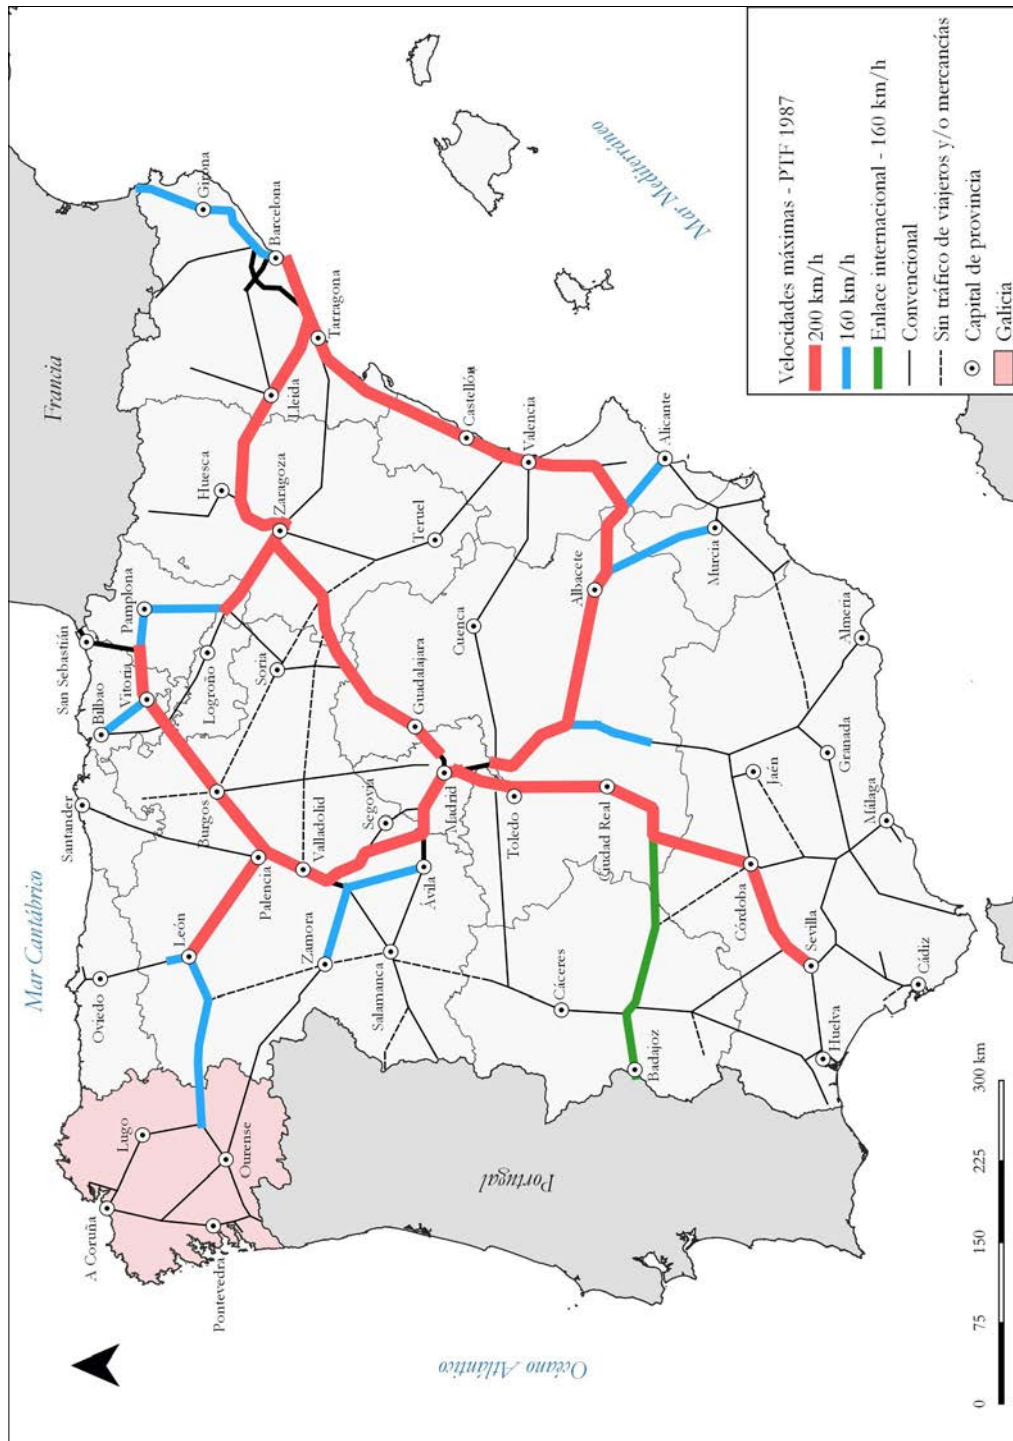 Mar Cantábrico
Francia
Océano Atlántico
Portugal
Mar Mediterráneo
A Coruña
Lugo
Pontevedra
Ourense
Oviedo
León
Santander
Bilbao
San Sebastián
Vitoria
Pamplona
Logroño
Burgos
Palencia
Valladolid
Zamora
Salamanca
Ávila
Segovia
Soria
Huesca
Zaragoza
Lleida
Girona
Barcelona
Tarragona
Teruel
Castellón
Valencia
Guadalajara
Madrid
Toledo
Cuenca
Cáceres
Badajoz
Ciudad Real
Albacete
Alicante
Murcia
Córdoba
Jaén
Sevilla
Huelva
Cádiz
Málaga
Granada
Almería
Velocidades máximas - PTF 1987
200 km/h
160 km/h
Enlace internacional - 160 km/h
Convencional
Sin tráfico de viajeros y/o mercancías
Capital de provincia
Galicia
0 75 150 225 300 km